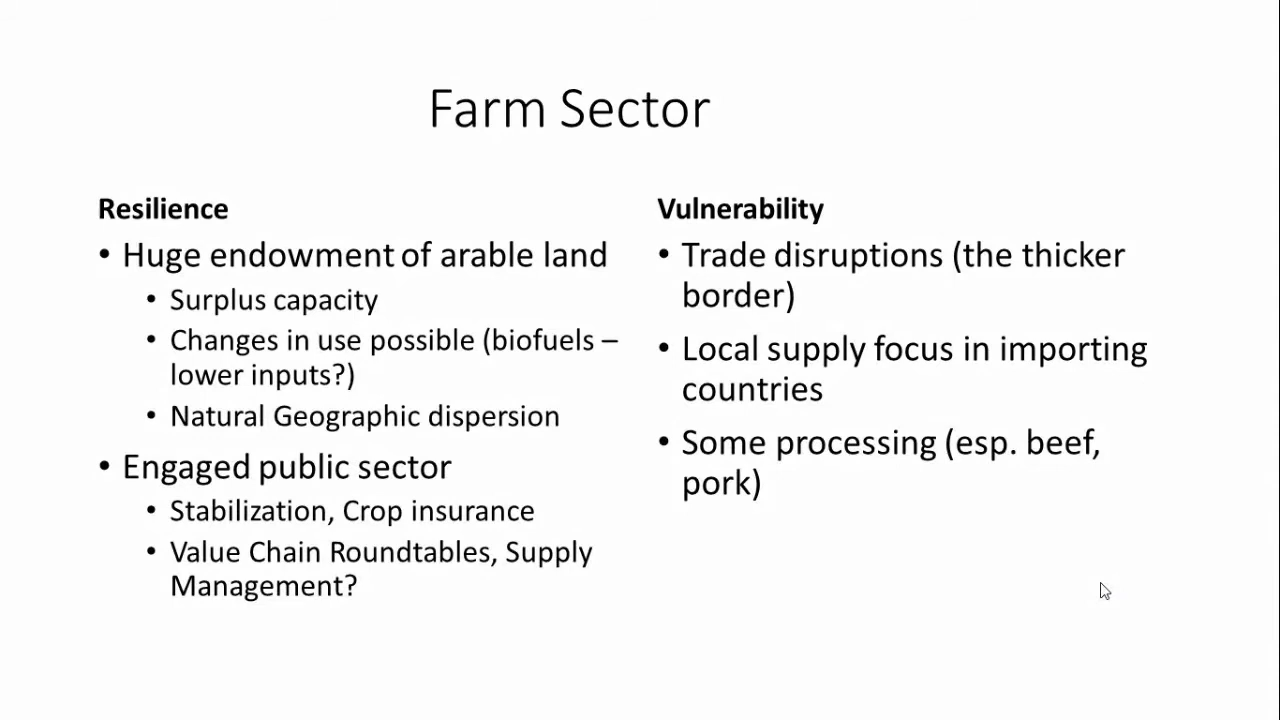 Farm Sector
Resilience
• Huge endowment of arable land
• Surplus capacity
• Changes in use possible (biofuels –
lower inputs?)
• Natural Geographic dispersion
• Engaged public sector
• Stabilization, Crop insurance
• Value Chain Roundtables, Supply
Management?
Vulnerability
• Trade disruptions (the thicker
border)
• Local supply focus in importing
countries
• Some processing (esp. beef,
pork)